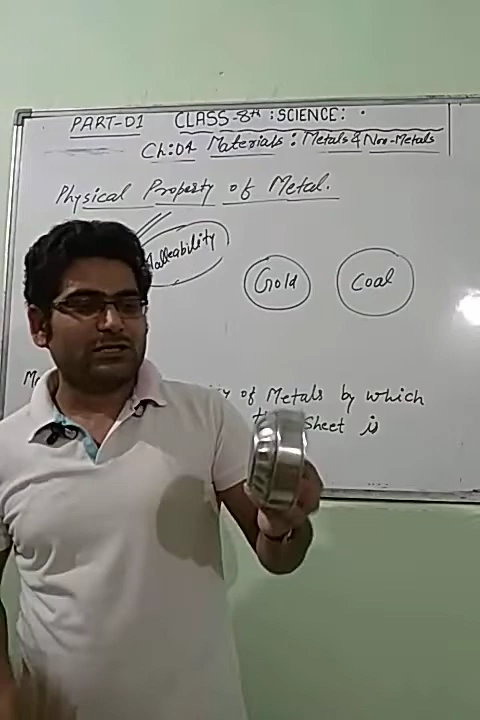 PART-01 CLASS-8th : SCIENCE:
Ch:04 Materials : Metals & Non-Metals
Physical Property of Metal.
Malleability
Gold
Coal
of Metals by which
Sheet is